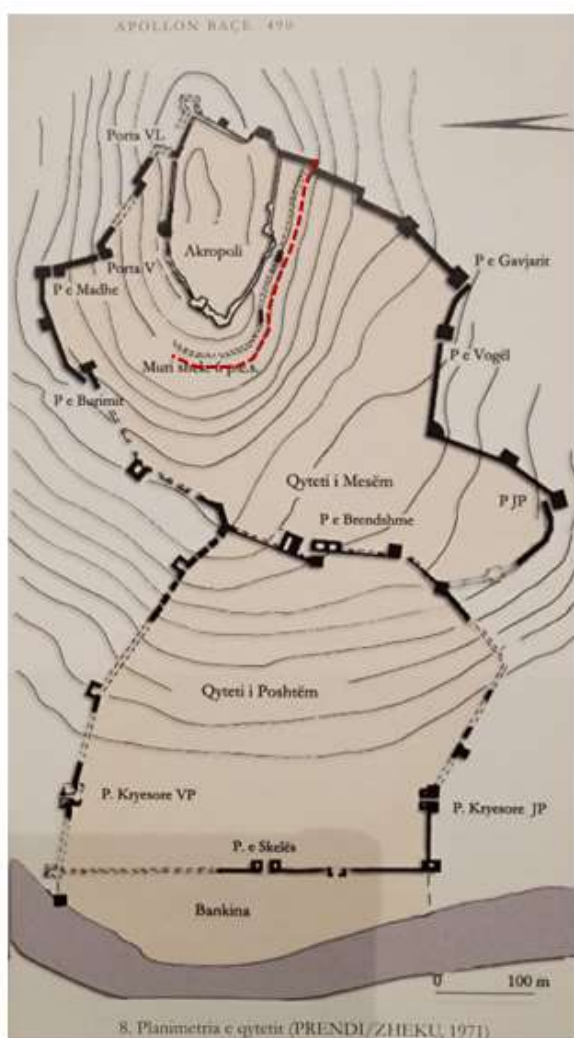 APOLLON BAÇE 490
Porta VL
Akropoli
Porta V
P e Madhe
P e Gavjarit
P e Vogël
P e Burimit
Qyteti i Mesëm
P JP
P e Brendshme
Qyteti i Poshtëm
P. Kryesore VP
P. Kryesore JP
P. e Skelës
Bankina
0 100 m
8. Planimetria e qytetit (PRENDI/ZHEKU, 1971)